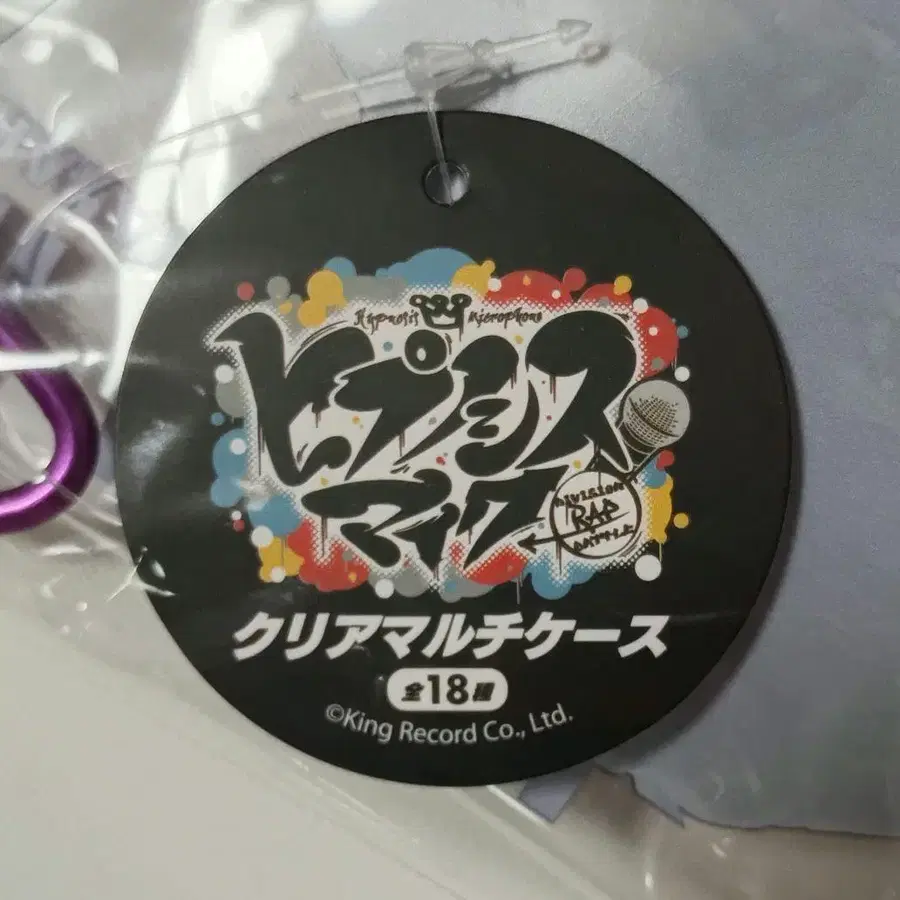 Hypnosis Microphone
ヒプノシス
マイク
DIVISION
RAP
BATTLE
クリアマルチケース
全18種
©King Record Co., Ltd.